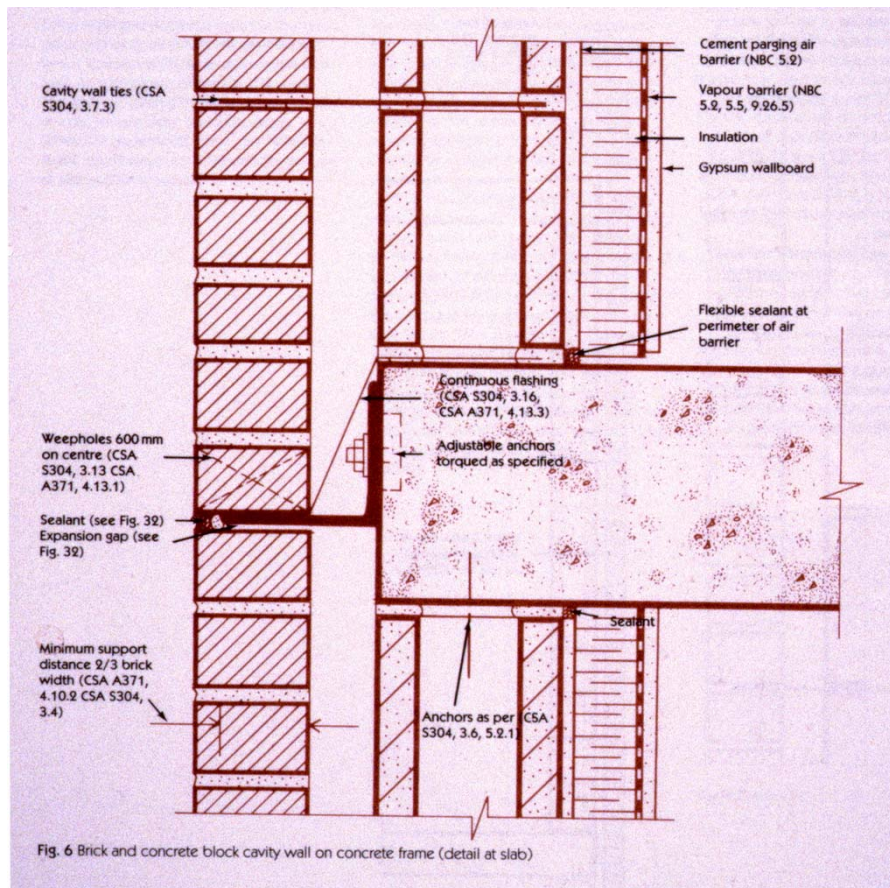 Cement parging air
barrier (NBC 5.2)
Cavity wall ties (CSA
S304, 3.7.3)
Vapour barrier (NBC
5.2, 5.5, 9.26.5)
Insulation
Gypsum wallboard
Flexible sealant at
perimeter of air
barrier
Continuous flashing
(CSA S304, 3.16,
CSA A371, 4.13.3)
Adjustable anchors
torqued as specified
Weepholes 600 mm
on centre (CSA
S304, 3.13 CSA
A371, 4.13.1)
Sealant (see Fig. 32)
Expansion gap (see
Fig. 32)
Sealant
Minimum support
distance 2/3 brick
width (CSA A371,
4.10.2 CSA S304,
3.4)
Anchors as per (CSA
S304, 3.6, 5.2.1)
Fig. 6 Brick and concrete block cavity wall on concrete frame (detail at slab)